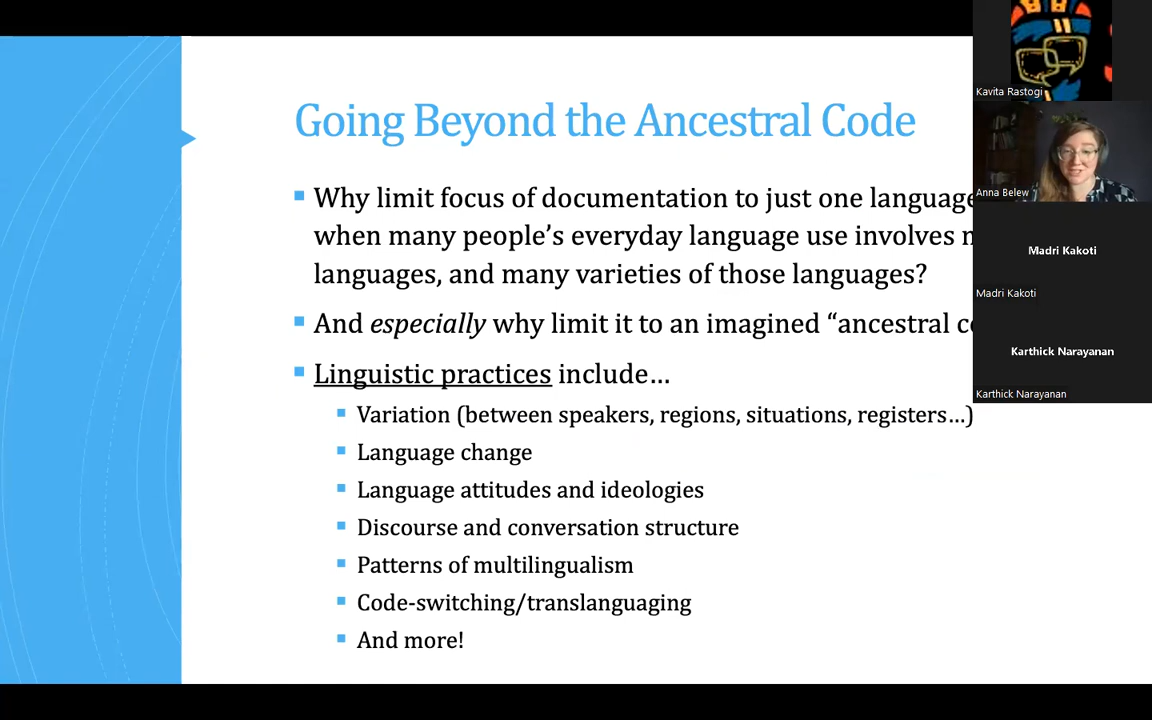 Going Beyond the Ancestral Code
Why limit focus of documentation to just one language
when many people's everyday language use involves
languages, and many varieties of those languages?
And especially why limit it to an imagined “ancestral
Linguistic practices include…
Variation (between speakers, regions, situations, registers…)
Language change
Language attitudes and ideologies
Discourse and conversation structure
Patterns of multilingualism
Code-switching/translanguaging
And more!
Kavita Rastogi
Anna Belew
Madri Kakoti
Madri Kakoti
Karthick Narayanan
Karthick Narayanan